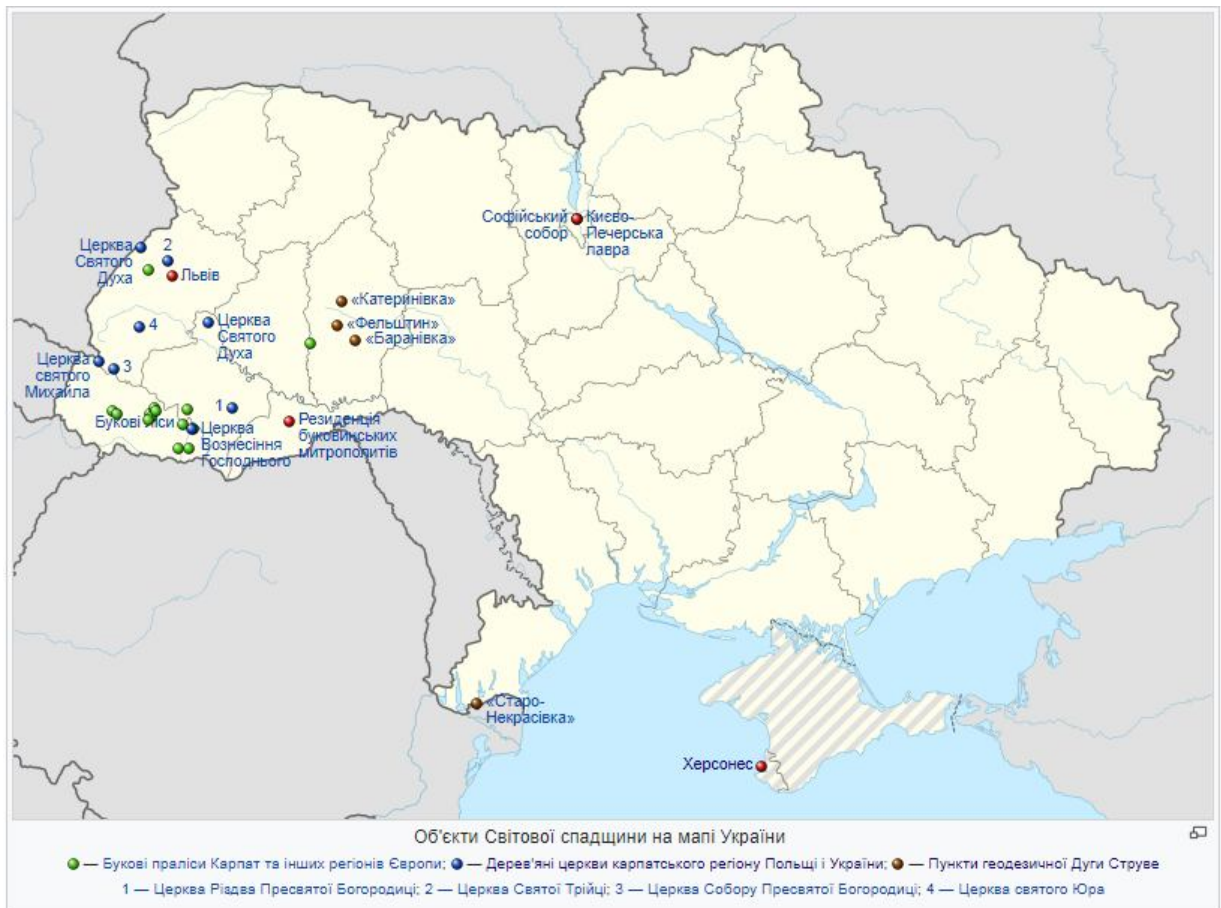 Софійський
собор
Києво-
Печерська
лавра
Церква
Святого
Духа
2
Львів
«Катеринівка»
4
Церква
Святого
Духа
«Фельштин»
«Баранівка»
Церква
святого
Михайла
3
1
Букові ліси
Церква
Вознесіння
Господнього
Резиденція
буковинських
митрополитів
«Старо-
Некрасівка»
Херсонес
Об'єкти Світової спадщини на мапі України
— Букові праліси Карпат та інших регіонів Європи; — Дерев'яні церкви карпатського регіону Польщі і України; — Пункти геодезичної Дуги Струве
1 — Церква Різдва Пресвятої Богородиці; 2 — Церква Святої Трійці; 3 — Церква Собору Пресвятої Богородиці; 4 — Церква святого Юра